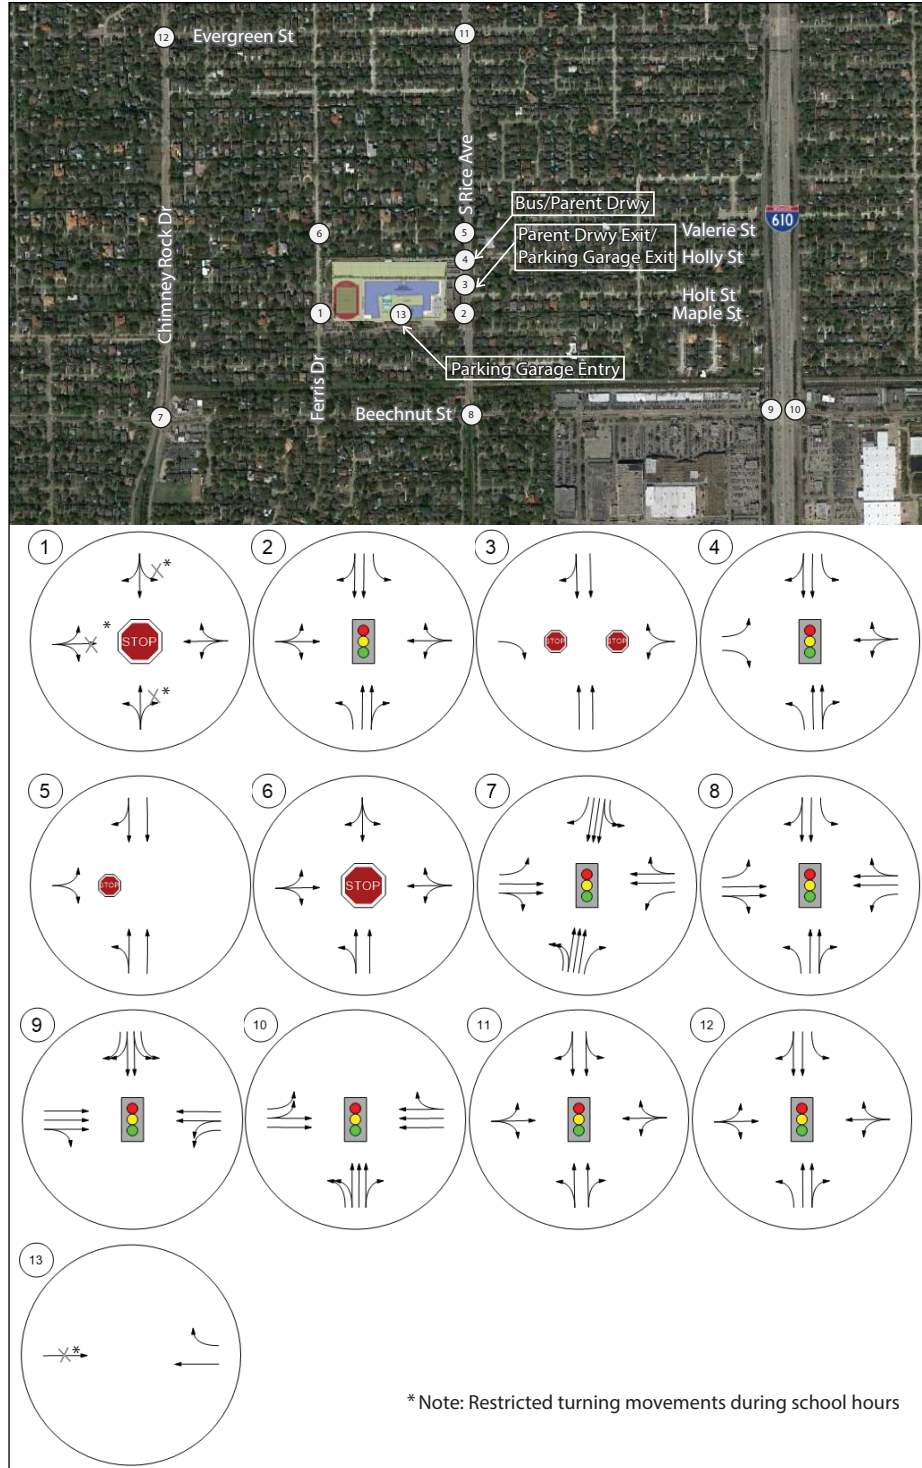 12
Evergreen St
11
Chimney Rock Dr
S Rice Ave
Bus/Parent Drwy
6
5
Valerie St
610
4
Parent Drwy Exit/
Parking Garage Exit
Holly St
3
Holt St
1
13
2
Maple St
Ferris Dr
Parking Garage Entry
7
Beechnut St
8
9
10
1
*
*
STOP
*
2
3
STOP
STOP
4
5
STOP
6
STOP
7
8
9
10
11
12
13
*
* Note: Restricted turning movements during school hours